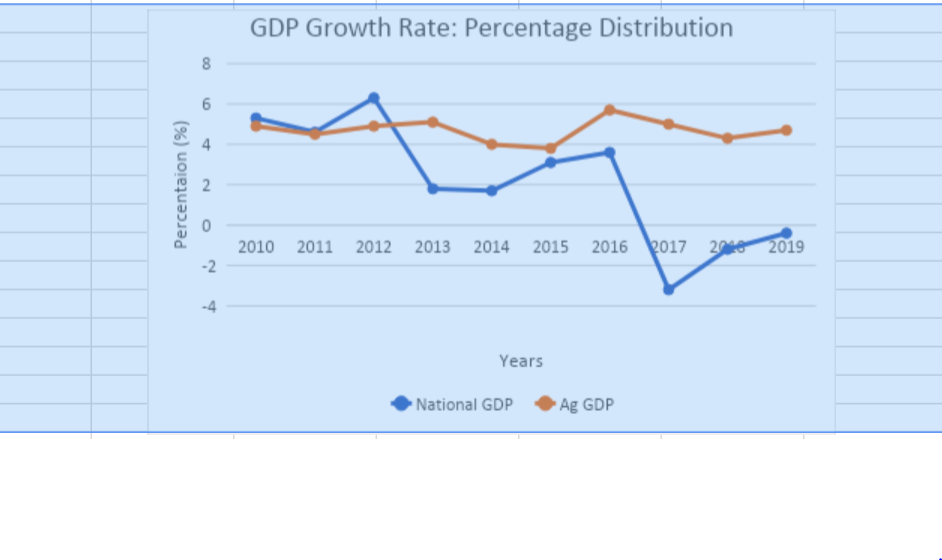 GDP Growth Rate: Percentage Distribution
8
6
4
2
0
-2
-4
Percentaion (%)
2010 2011 2012 2013 2014 2015 2016 2017 2018 2019
Years
National GDP Ag GDP